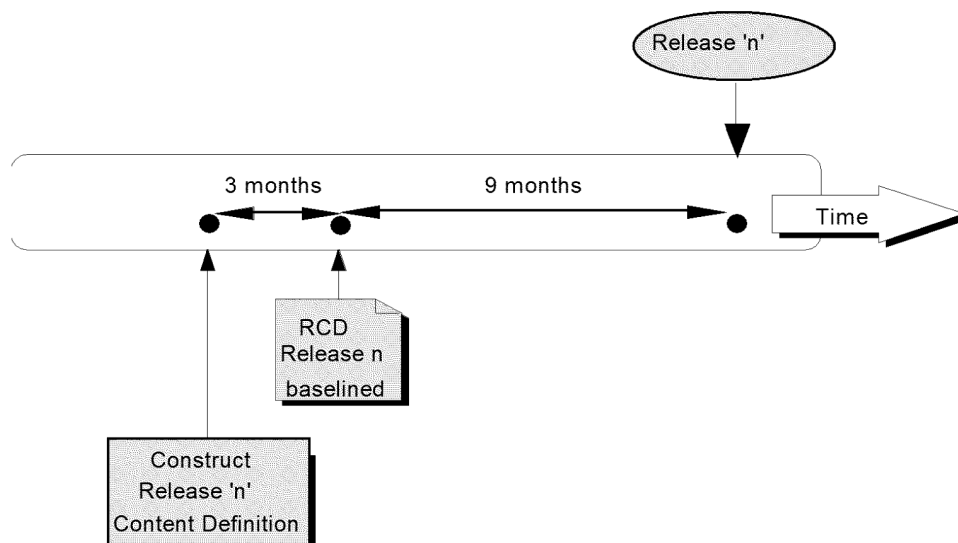 Release 'n'
3 months
9 months
Time
RCD
Release n
baselined
Construct
Release 'n'
Content Definition